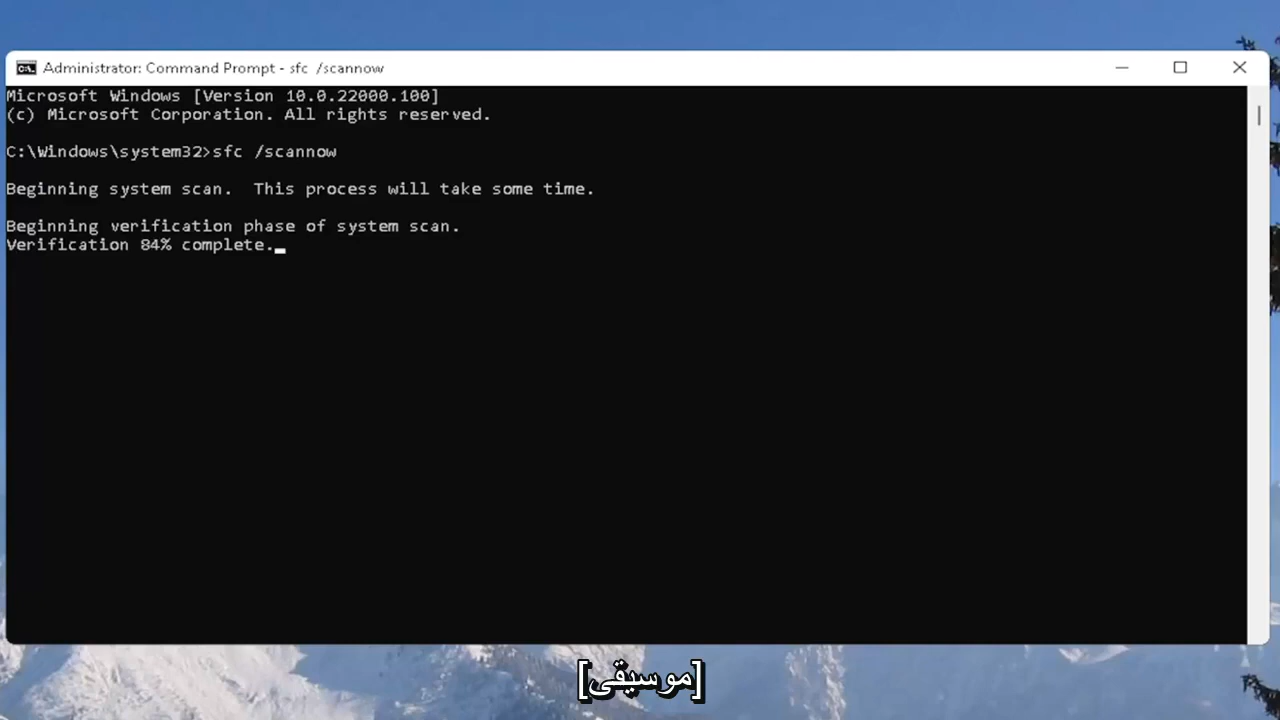 Administrator: Command Prompt - sfc  /scannow
Microsoft Windows [Version 10.0.22000.100]
(c) Microsoft Corporation. All rights reserved.
C:\Windows\system32>sfc /scannow
Beginning system scan.  This process will take some time.
Beginning verification phase of system scan.
Verification 84% complete.
[موسيقى]